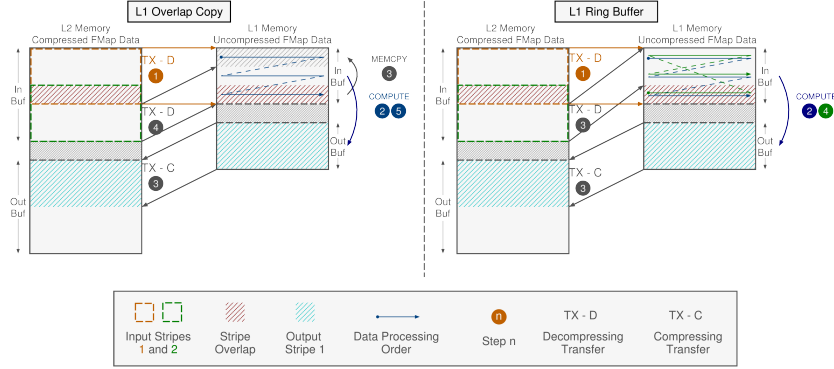 L1 Overlap Copy
L2 Memory
Compressed FMap Data
L1 Memory
Uncompressed FMap Data
TX - D
1
In
Buf
In
Buf
MEMCPY
3
COMPUTE
2 5
TX - D
4
Out
Buf
TX - C
3
Out
Buf
L1 Ring Buffer
L2 Memory
Compressed FMap Data
L1 Memory
Uncompressed FMap Data
TX - D
1
In
Buf
In
Buf
COMPUTE
2 4
TX - D
3
Out
Buf
TX - C
3
Out
Buf
Input Stripes
1 and 2
Stripe
Overlap
Output
Stripe 1
Data Processing
Order
n
Step n
TX - D
Decompressing
Transfer
TX - C
Compressing
Transfer